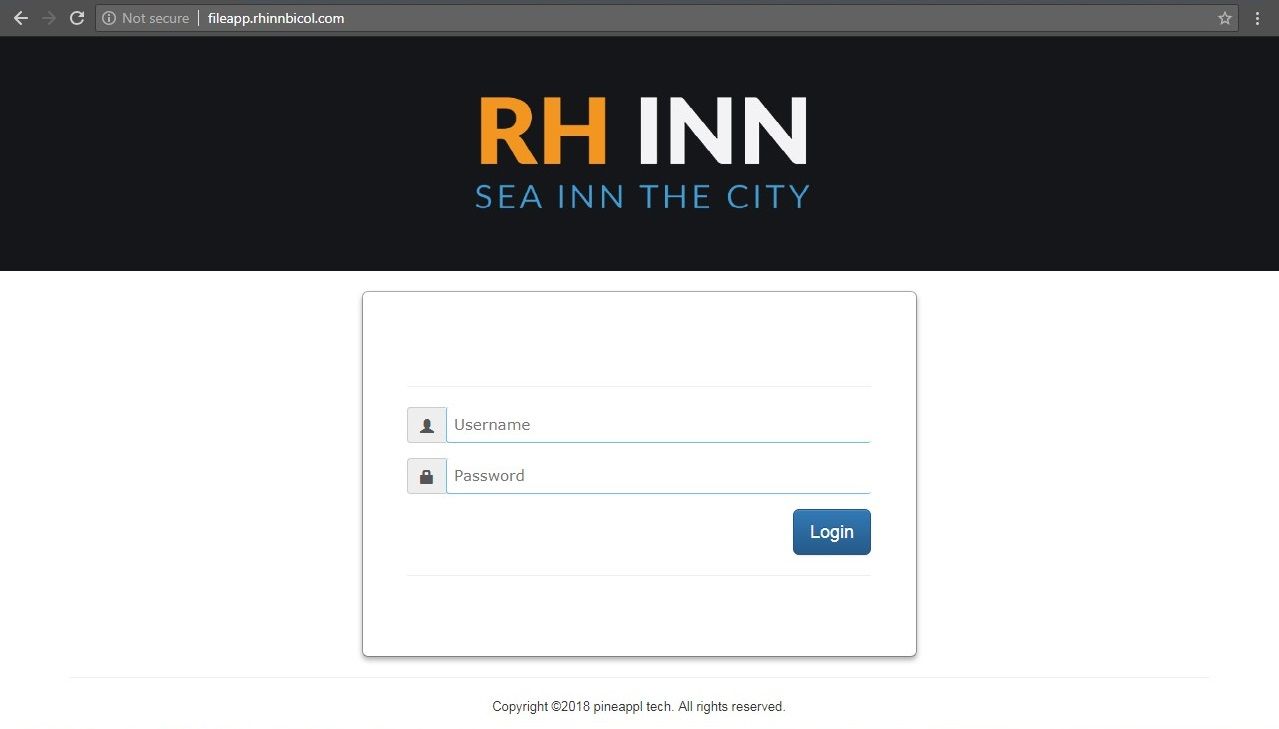 Not secure fileapp.rhinnbicol.com
RH INN
SEA INN THE CITY
Username
Password
Login
Copyright ©2018 pineappl tech. All rights reserved.